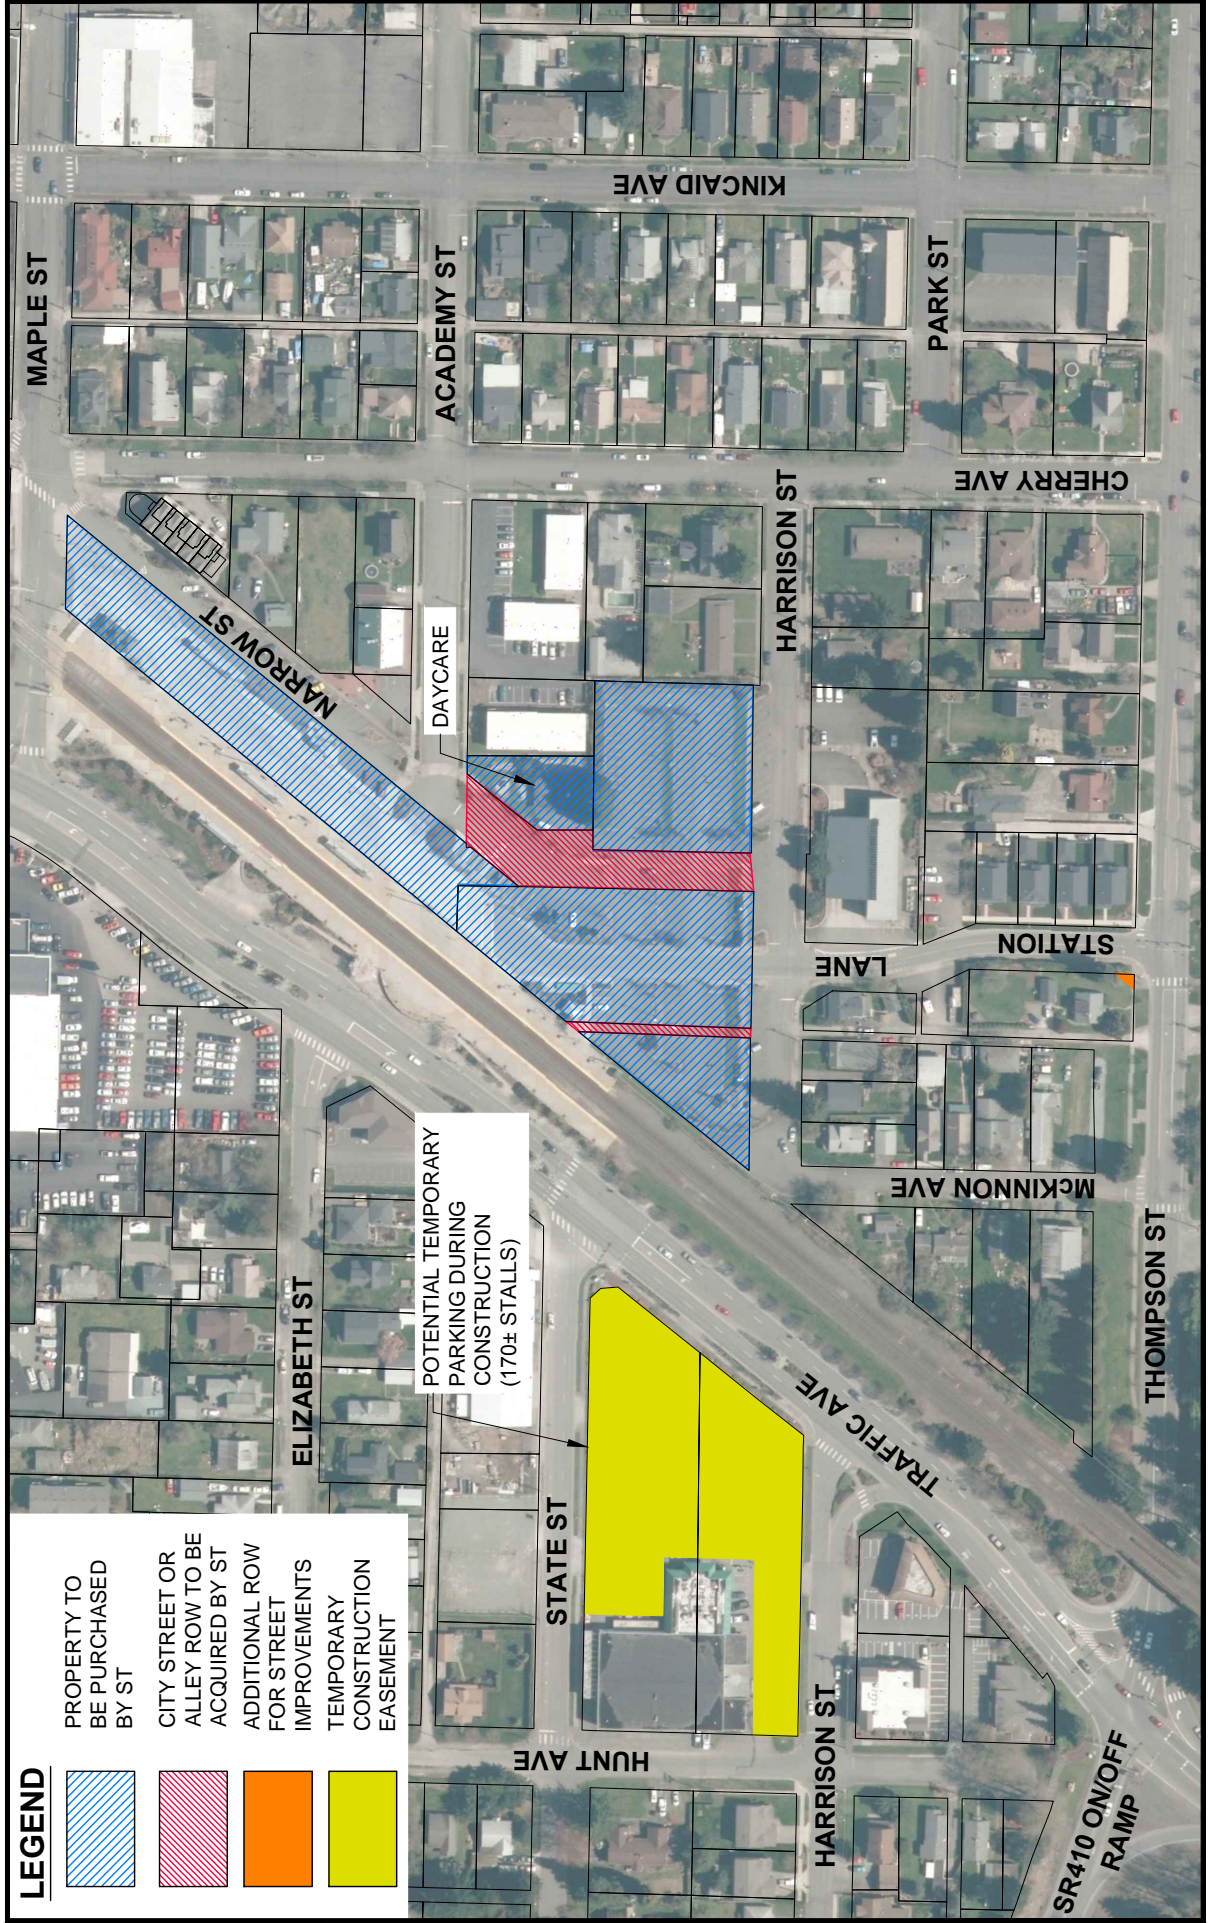 LEGEND
PROPERTY TO
BE PURCHASED
BY ST
CITY STREET OR
ALLEY ROW TO BE
ACQUIRED BY ST
ADDITIONAL ROW
FOR STREET
IMPROVEMENTS
TEMPORARY
CONSTRUCTION
EASEMENT
MAPLE ST
ACADEMY ST
KINCAID AVE
PARK ST
CHERRY AVE
HARRISON ST
NARROW ST
DAYCARE
STATION
LANE
McKINNON AVE
THOMPSON ST
ELIZABETH ST
POTENTIAL TEMPORARY
PARKING DURING
CONSTRUCTION
(170± STALLS)
STATE ST
TRAFFIC AVE
HUNT AVE
HARRISON ST
SR410 ON/OFF
RAMP